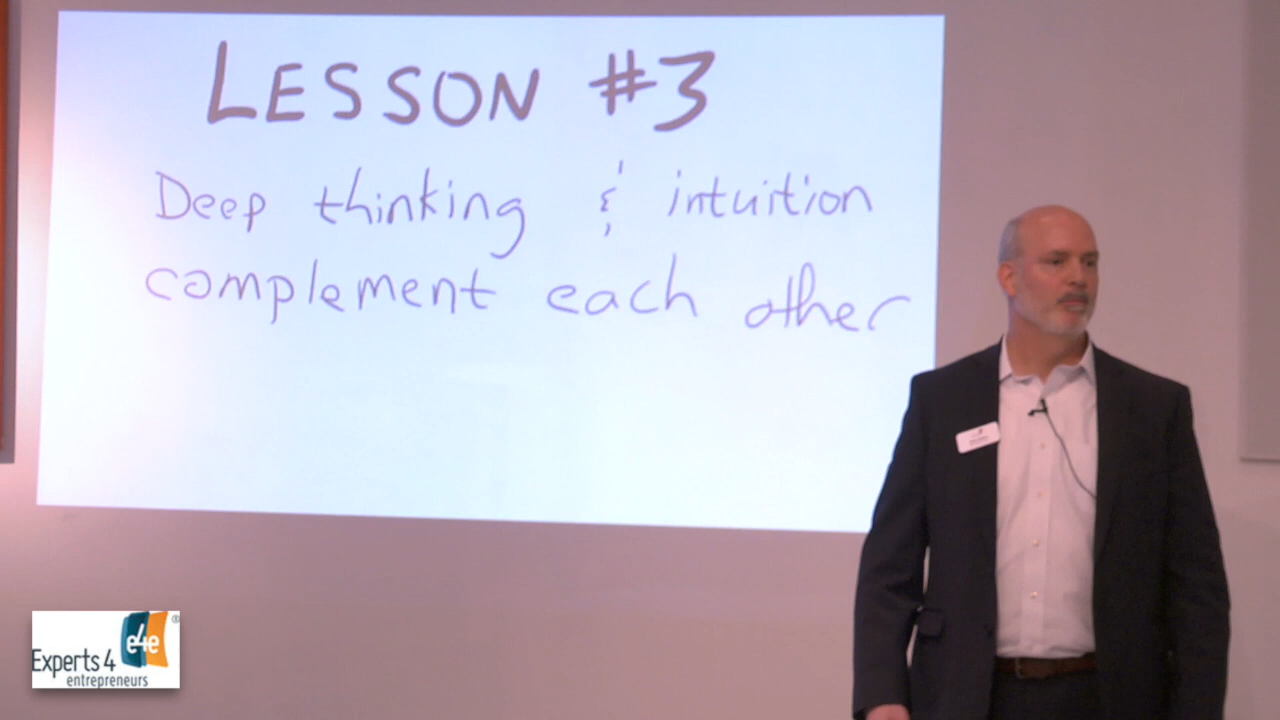 LESSON #3
Deep thinking & intuition
complement each other
e4e®
Experts 4
entrepreneurs